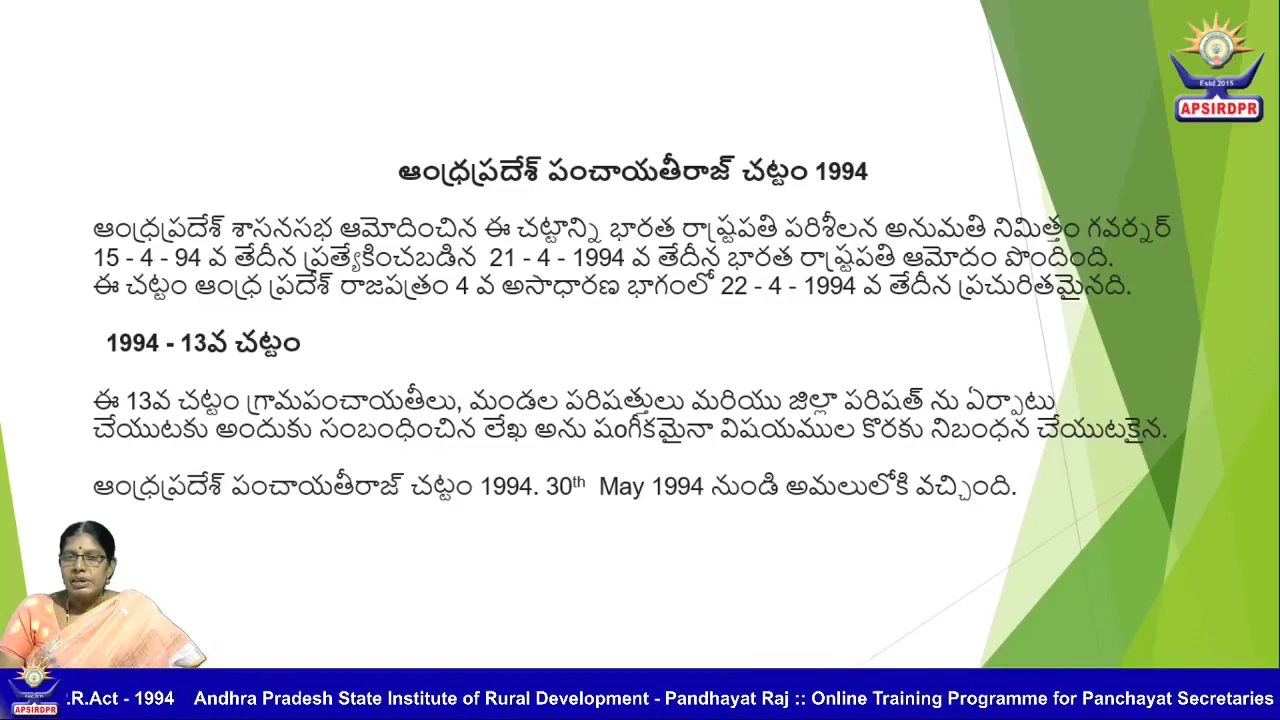 Estd.2015
APSIRDPR
ఆంధ్రప్రదేశ్ పంచాయతీరాజ్ చట్టం 1994
ఆంధ్రప్రదేశ్ శాసనసభ ఆమోదించిన ఈ చట్టాన్ని భారత రాష్ట్రపతి పరిశీలన అనుమతి నిమిత్తం గవర్నర్
15 - 4 - 94 వ తేదీన ప్రత్యేకించబడిన 21 - 4 - 1994 వ తేదీన భారత రాష్ట్రపతి ఆమోదం పొందింది.
ఈ చట్టం ఆంధ్ర ప్రదేశ్ రాజపత్రం 4 వ అసాధారణ భాగంలో 22 - 4 - 1994 వ తేదీన ప్రచురితమైనది.
1994 - 13వ చట్టం
ఈ 13వ చట్టం గ్రామపంచాయతీలు, మండల పరిషత్తులు మరియు జిల్లా పరిషత్ ను ఏర్పాటు
చేయుటకు అందుకు సంబంధించిన లేఖ అను షంగీకమైనా విషయముల కొరకు నిబంధన చేయుటకైన.
ఆంధ్రప్రదేశ్ పంచాయతీరాజ్ చట్టం 1994. 30th May 1994 నుండి అమలులోకి వచ్చింది.
APSIRDPR
.R.Act - 1994 Andhra Pradesh State Institute of Rural Development - Pandhayat Raj :: Online Training Programme for Panchayat Secretaries